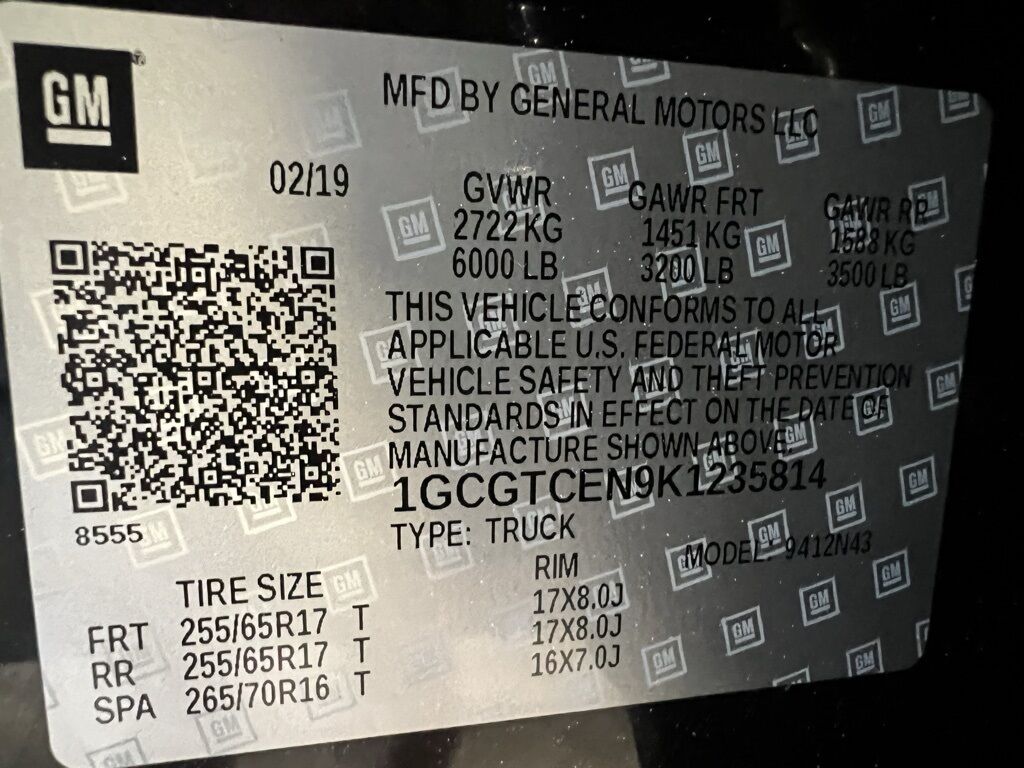 GM
MFD BY GENERAL MOTORS LLC
02/19
GVWR GAWR FRT GAWR RR
2722 KG 1451 KG 1588 KG
6000 LB 3200 LB 3500 LB
THIS VEHICLE CONFORMS TO ALL
APPLICABLE U.S. FEDERAL MOTOR
VEHICLE SAFETY AND THEFT PREVENTION
STANDARDS IN EFFECT ON THE DATE OF
MANUFACTURE SHOWN ABOVE.
1GCGTCEN9K1235814
8555
TYPE: TRUCK MODEL: 9412N43
TIRE SIZE RIM
FRT 255/65R17 T 17X8.0J
RR 255/65R17 T 17X8.0J
SPA 265/70R16 T 16X7.0J